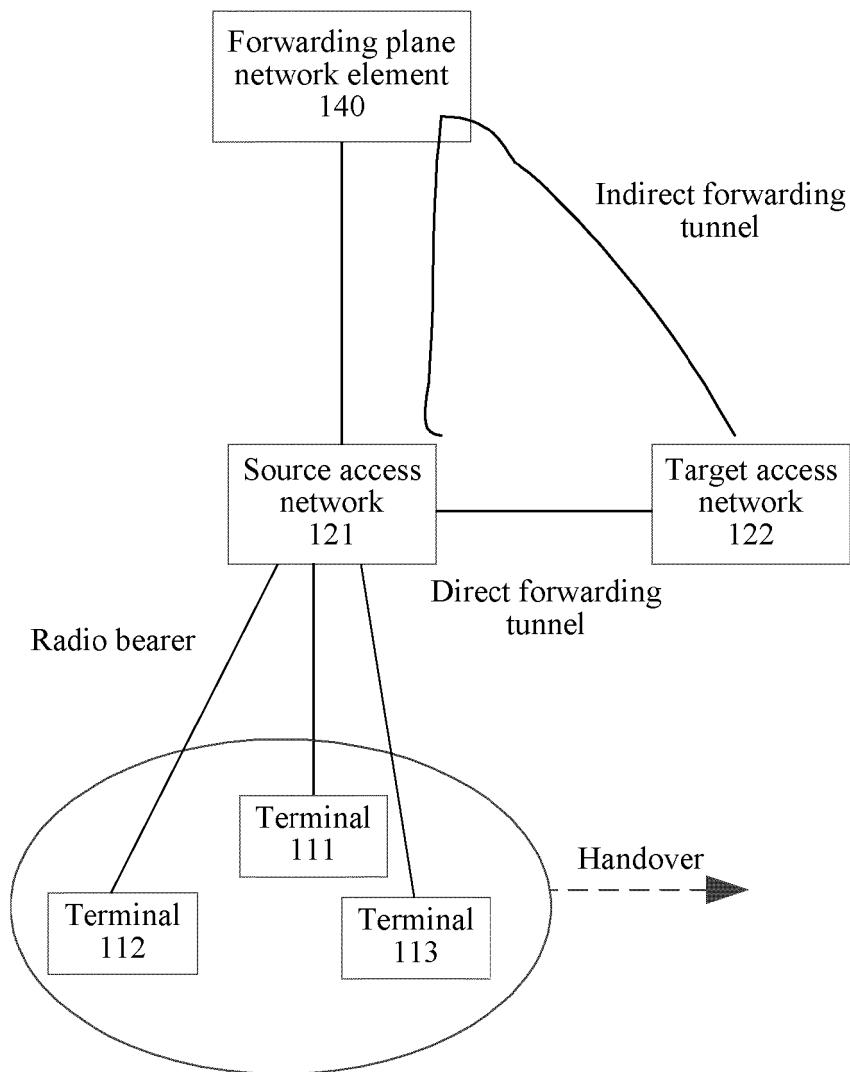 Forwarding plane
network element
140
Indirect forwarding
tunnel
Source access
network
121
Target access
network
122
Direct forwarding
tunnel
Radio bearer
Terminal
111
Handover
Terminal
112
Terminal
113